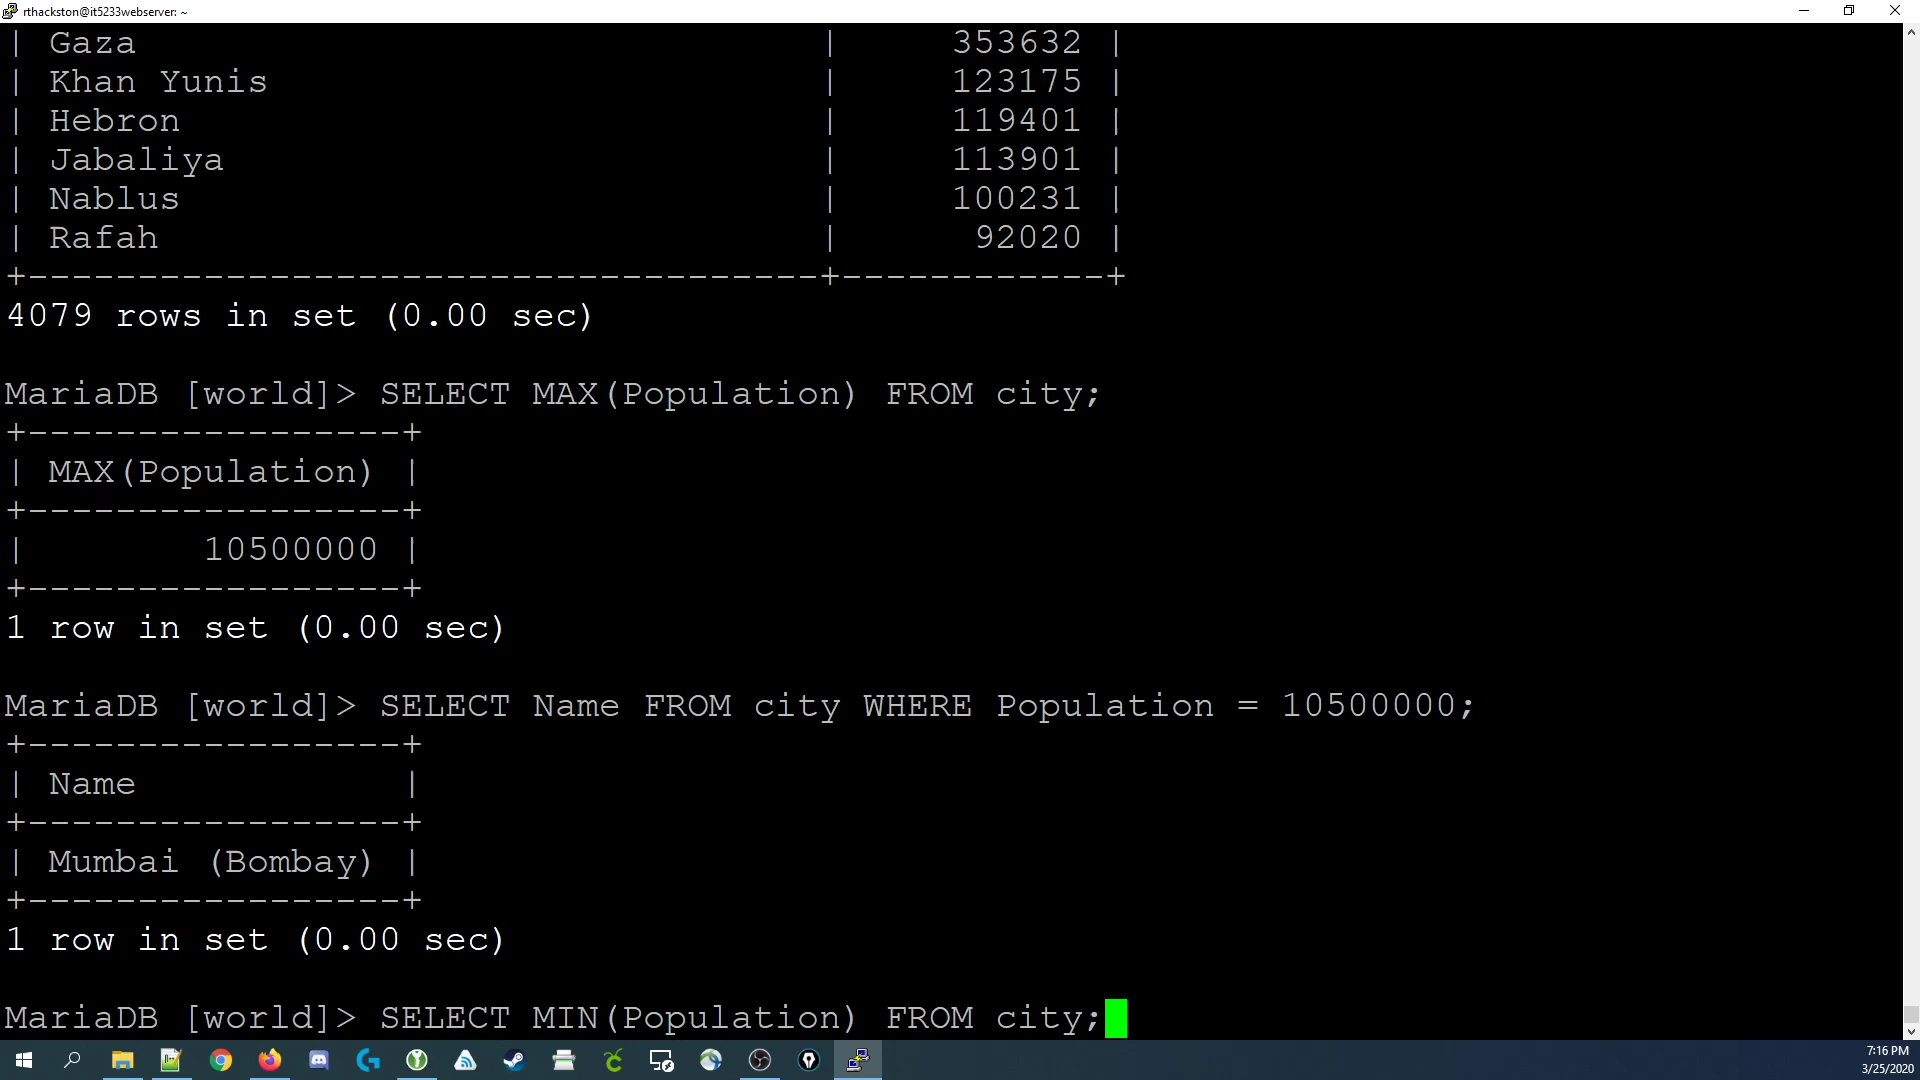 rthackston@it5233webserver: ~
| Gaza                                |     353632 |
| Khan Yunis                          |     123175 |
| Hebron                              |     119401 |
| Jabaliya                            |     113901 |
| Nablus                              |     100231 |
| Rafah                               |      92020 |
+------------------------------------+------------+
4079 rows in set (0.00 sec)
MariaDB [world]> SELECT MAX(Population) FROM city;
+-----------------+
| MAX(Population) |
+-----------------+
|        10500000 |
+-----------------+
1 row in set (0.00 sec)
MariaDB [world]> SELECT Name FROM city WHERE Population = 10500000;
+-----------------+
| Name            |
+-----------------+
| Mumbai (Bombay) |
+-----------------+
1 row in set (0.00 sec)
MariaDB [world]> SELECT MIN(Population) FROM city;
7:16 PM
3/25/2020